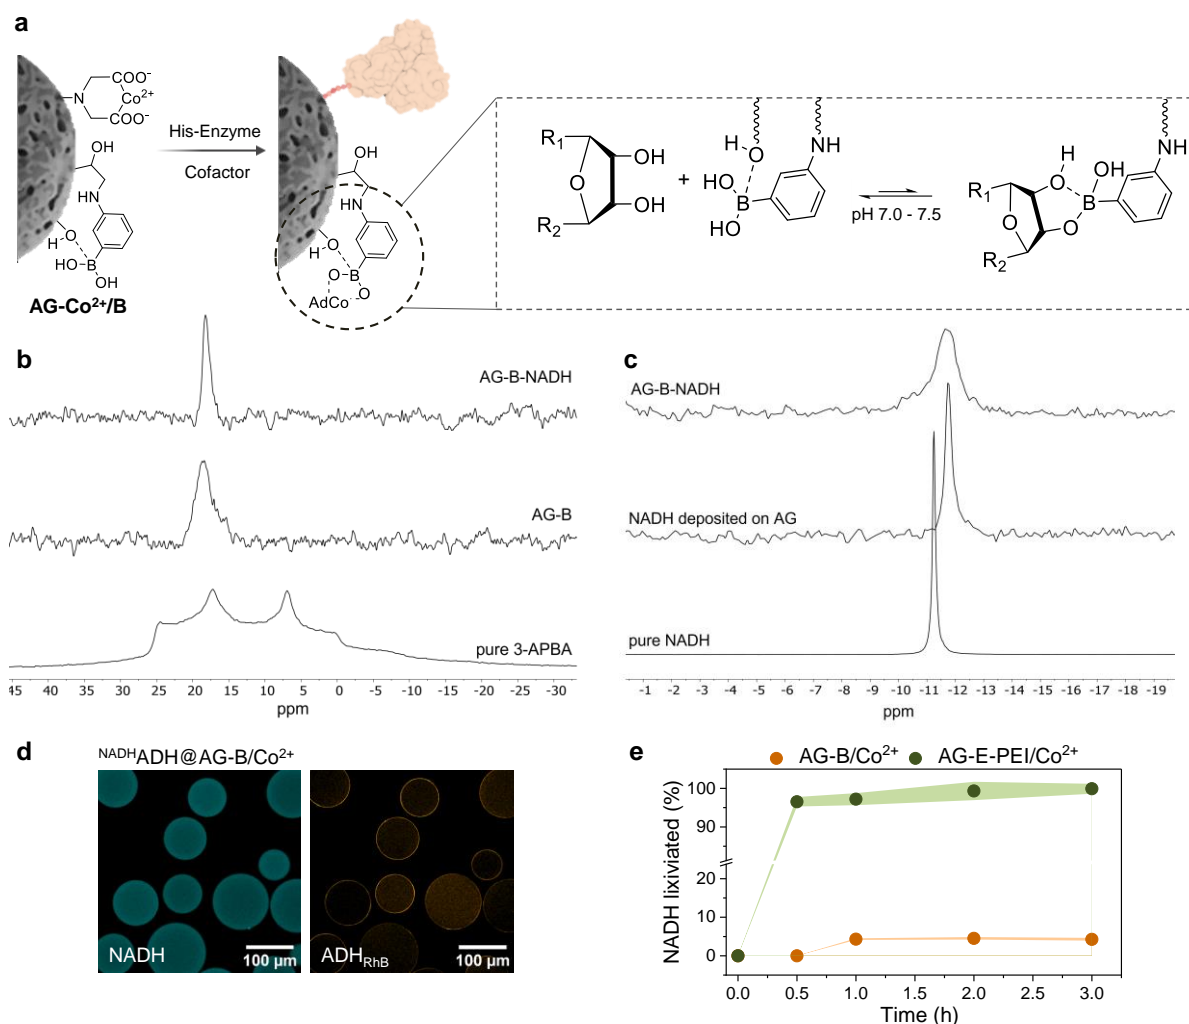 a
COO⁻
N
Co²⁺
COO⁻
OH
HN
H-O
HO-B
OH
AG-Co²⁺/B
His-Enzyme
Cofactor
OH
HN
H-O
O-B
O
AdCo
R₁
OH
O
OH
R₂
+
H
O
HO
B
HO
NH
pH 7.0 - 7.5
H
O
OH
NH
R₁
B
O
O
R₂
b
AG-B-NADH
AG-B
pure 3-APBA
45 40 35 30 25 20 15 10 5 0 -5 -10 -15 -20 -25 -30
ppm
c
AG-B-NADH
NADH deposited on AG
pure NADH
-1 -2 -3 -4 -5 -6 -7 -8 -9 -10 -11 -12 -13 -14 -15 -16 -17 -18 -19
ppm
d
ᴺᴬᴰᴴADH@AG-B/Co²⁺
NADH
100 µm
ADH_RhB
100 µm
e
AG-B/Co²⁺ AG-E-PEI/Co²⁺
NADH lixiviated (%)
100
90
20
10
0
0.0 0.5 1.0 1.5 2.0 2.5 3.0
Time (h)